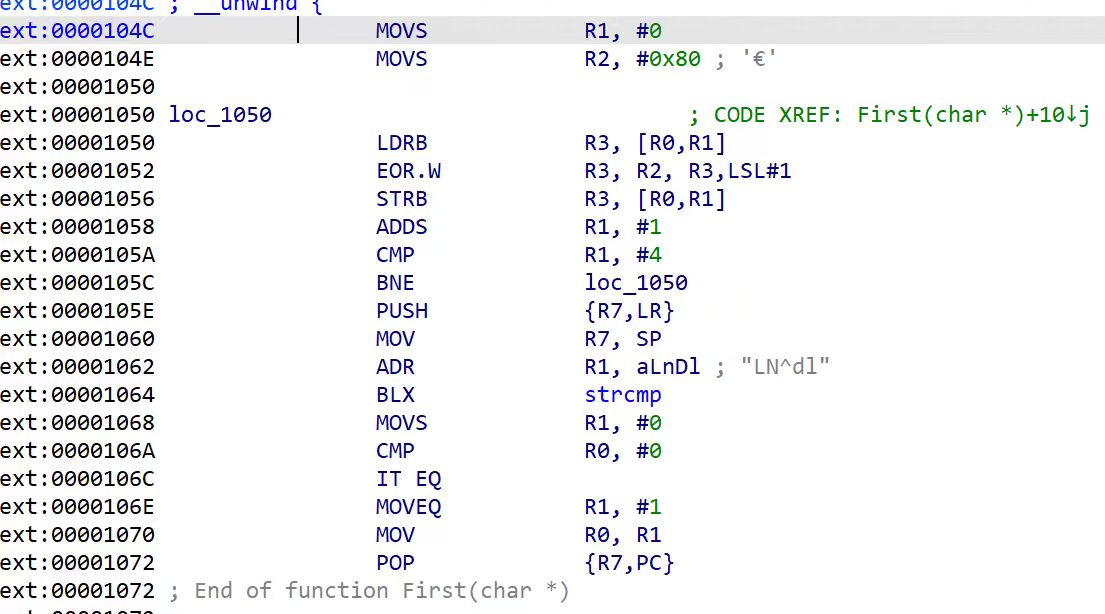 ext:0000104C ; __unwind {
ext:0000104C MOVS R1, #0
ext:0000104E MOVS R2, #0x80 ; '€'
ext:00001050
ext:00001050 loc_1050 ; CODE XREF: First(char *)+10↓j
ext:00001050 LDRB R3, [R0,R1]
ext:00001052 EOR.W R3, R2, R3,LSL#1
ext:00001056 STRB R3, [R0,R1]
ext:00001058 ADDS R1, #1
ext:0000105A CMP R1, #4
ext:0000105C BNE loc_1050
ext:0000105E PUSH {R7,LR}
ext:00001060 MOV R7, SP
ext:00001062 ADR R1, aLnDl ; "LN^dl"
ext:00001064 BLX strcmp
ext:00001068 MOVS R1, #0
ext:0000106A CMP R0, #0
ext:0000106C IT EQ
ext:0000106E MOVEQ R1, #1
ext:00001070 MOV R0, R1
ext:00001072 POP {R7,PC}
ext:00001072 ; End of function First(char *)